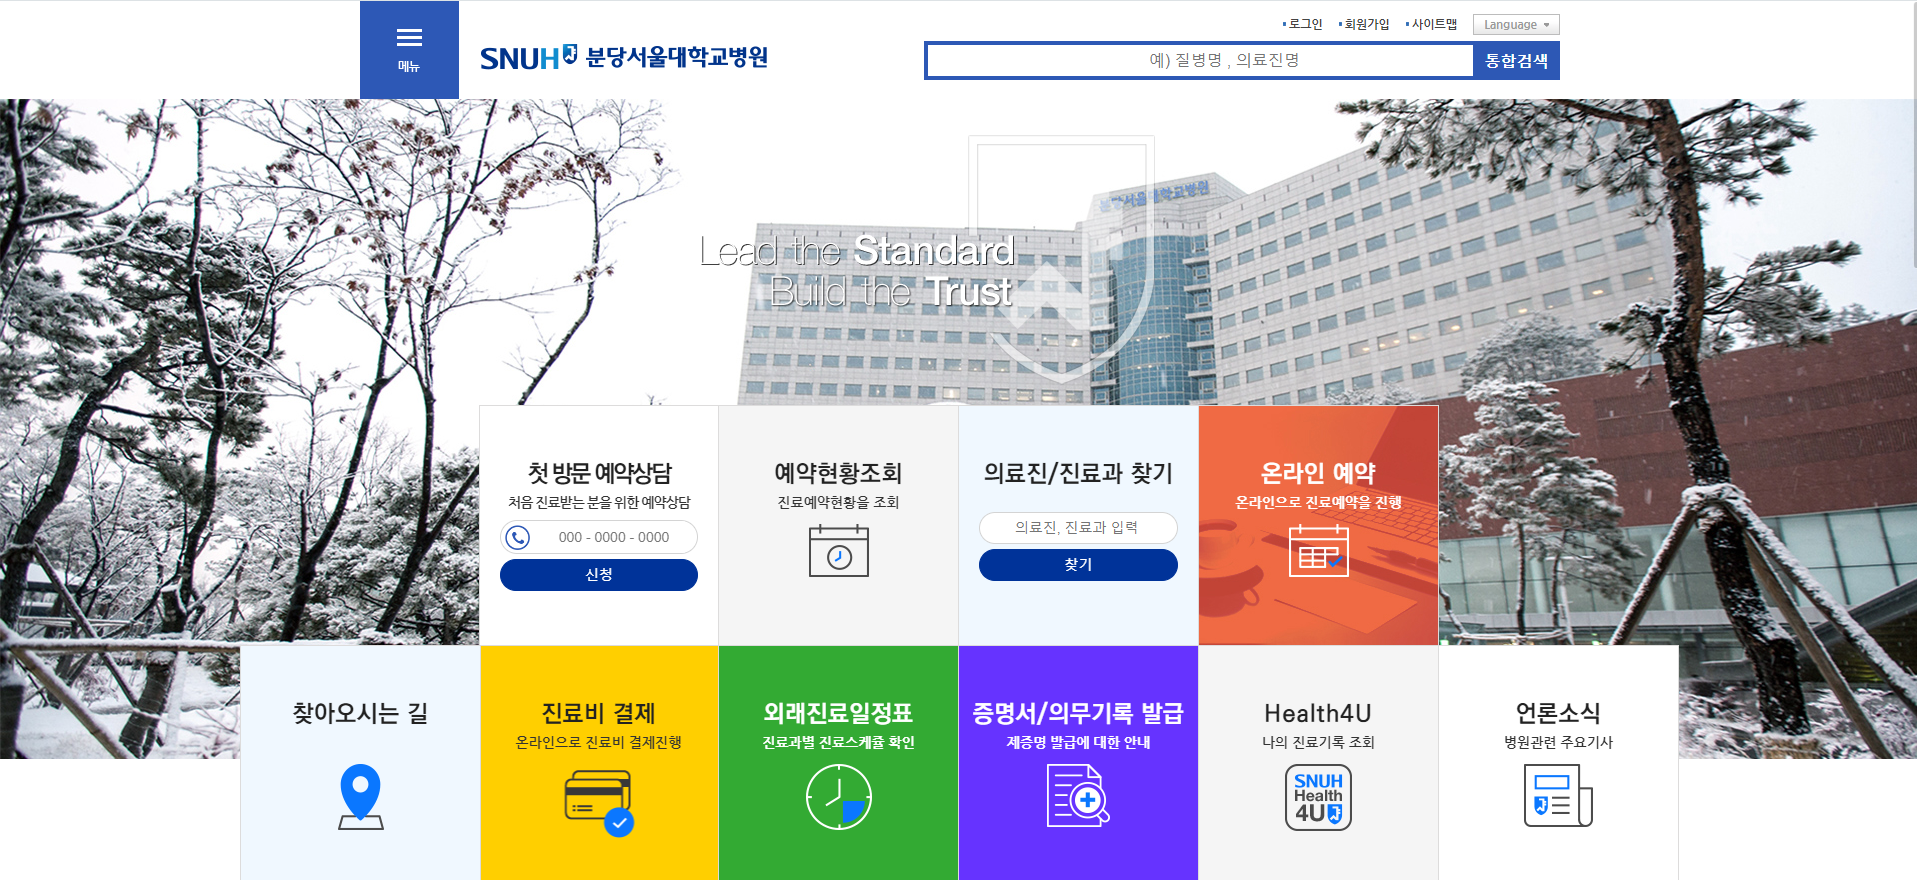 메뉴
SNUH 분당서울대학교병원
로그인 회원가입 사이트맵 Language
예) 질병명 , 의료진명 통합검색
분당서울대학교병원
Lead the Standard
Build the Trust
첫 방문 예약상담
처음 진료받는 분을 위한 예약상담
000 - 0000 - 0000
신청
예약현황조회
진료예약현황을 조회
의료진/진료과 찾기
의료진, 진료과 입력
찾기
온라인 예약
온라인으로 진료예약을 진행
찾아오시는 길
진료비 결제
온라인으로 진료비 결제진행
외래진료일정표
진료과별 진료스케쥴 확인
증명서/의무기록 발급
제증명 발급에 대한 안내
Health4U
나의 진료기록 조회
SNUH
Health
4U
언론소식
병원관련 주요기사